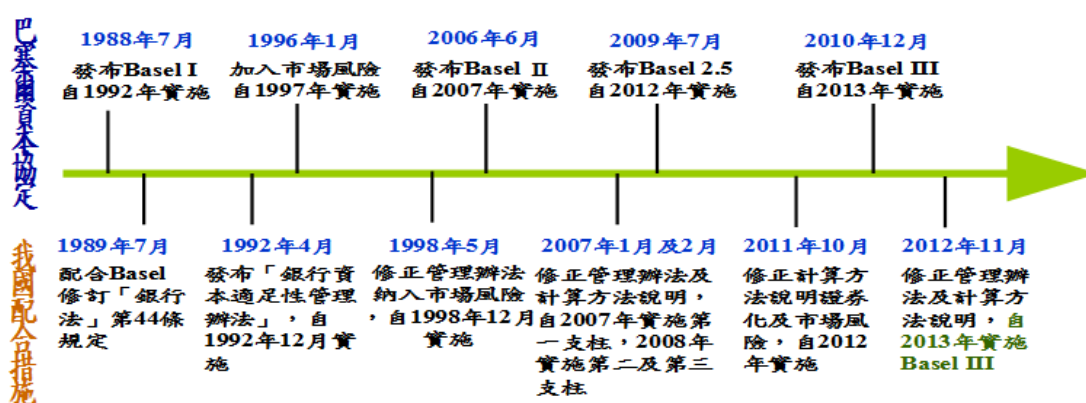 巴塞爾資本協定
1988年7月
發布Basel I
自1992年實施
1996年1月
加入市場風險
自1997年實施
2006年6月
發布Basel II
自2007年實施
2009年7月
發布Basel 2.5
自2012年實施
2010年12月
發布Basel III
自2013年實施
我國配合措施
1989年7月
配合Basel
修訂「銀行
法」第44條
規定
1992年4月
發布「銀行資
本適足性管理
辦法」，自
1992年12月實
施
1998年5月
修正管理辦法
納入市場風險
，自1998年12月
實施
2007年1月及2月
修正管理辦法及
計算方法說明，
自2007年實施第
一支柱，2008年
實施第二及第三
支柱
2011年10月
修正計算方
法說明證券
化及市場風
險，自2012
年實施
2012年11月
修正管理辦
法及計算方
法說明，自
2013年實施
Basel III